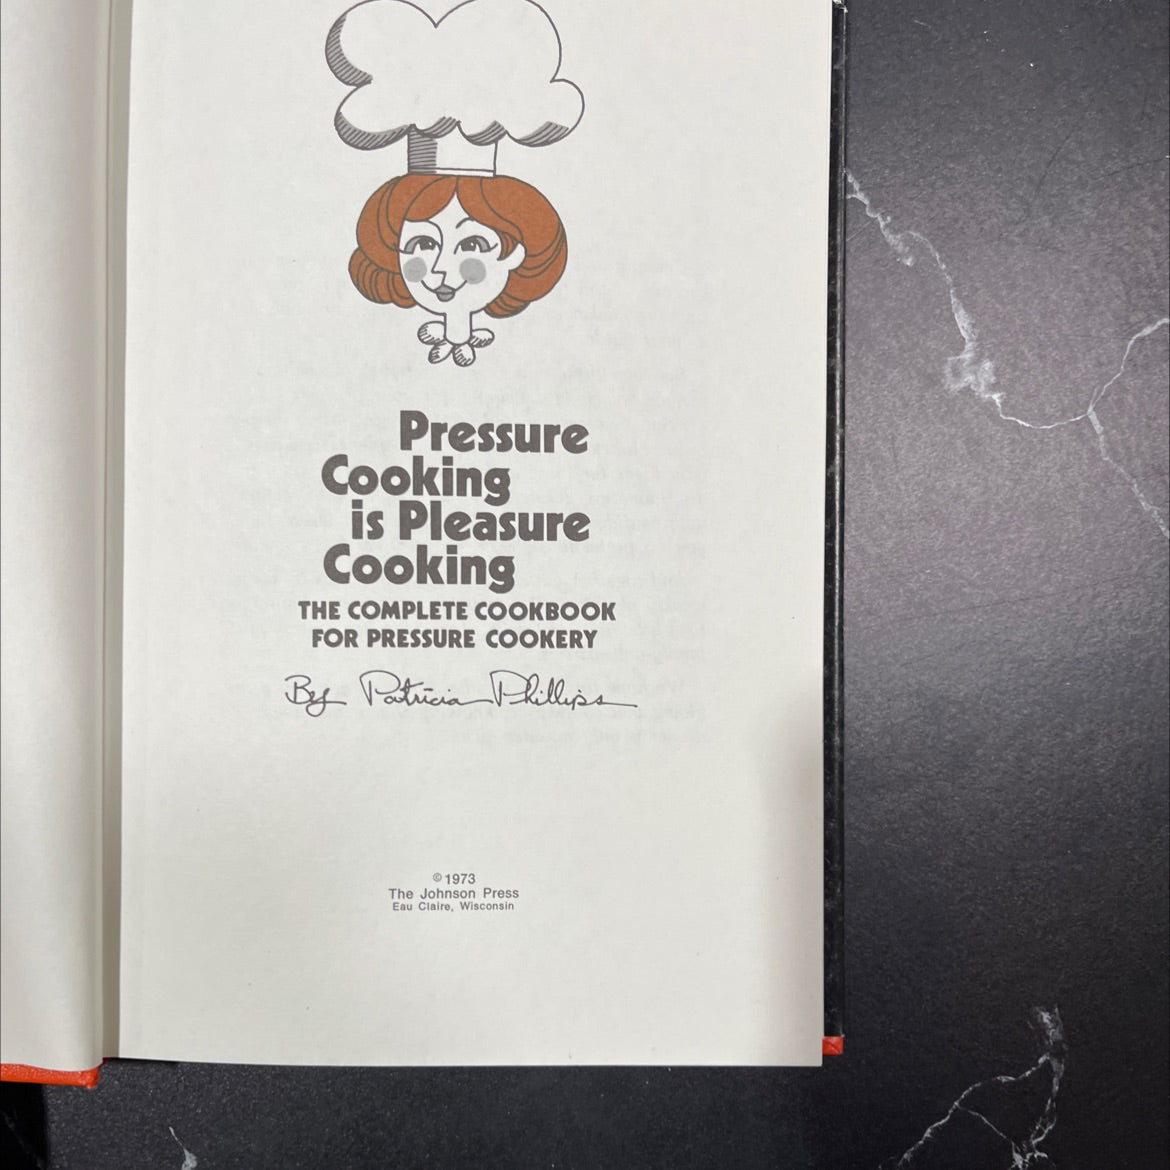 Pressure
Cooking
is Pleasure
Cooking
THE COMPLETE COOKBOOK
FOR PRESSURE COOKERY
By Patricia Phillips
© 1973
The Johnson Press
Eau Claire, Wisconsin